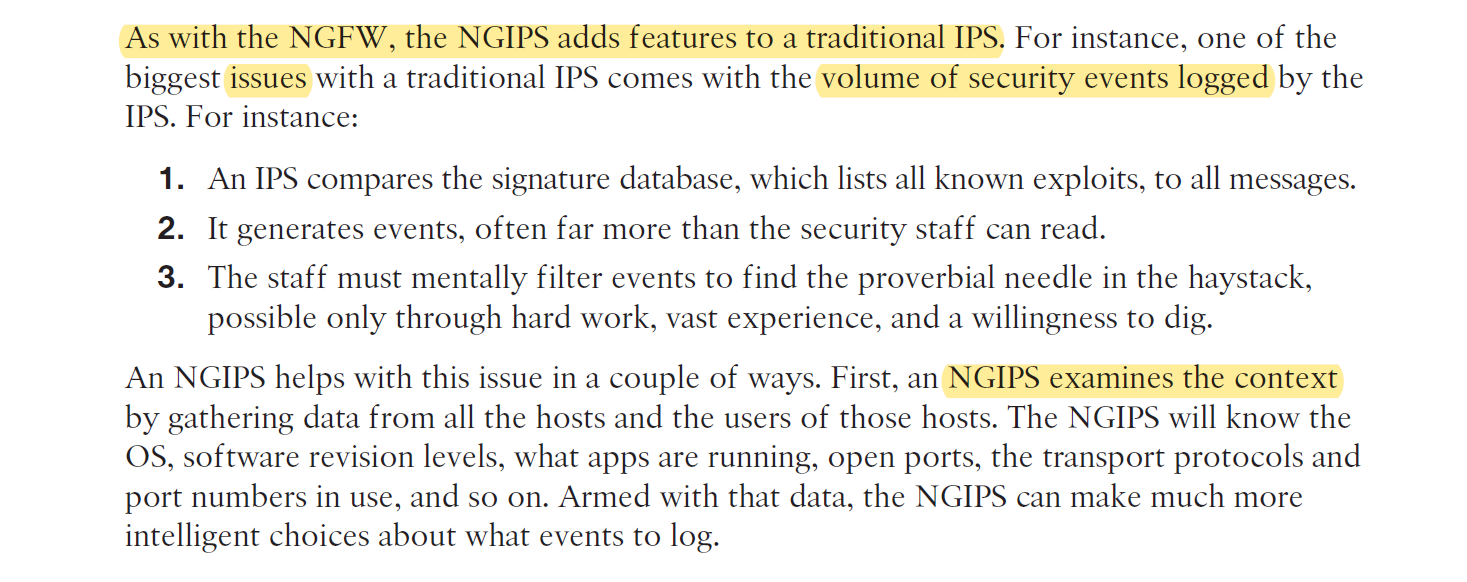 As with the NGFW, the NGIPS adds features to a traditional IPS. For instance, one of the
biggest issues with a traditional IPS comes with the volume of security events logged by the
IPS. For instance:
1. An IPS compares the signature database, which lists all known exploits, to all messages.
2. It generates events, often far more than the security staff can read.
3. The staff must mentally filter events to find the proverbial needle in the haystack,
possible only through hard work, vast experience, and a willingness to dig.
An NGIPS helps with this issue in a couple of ways. First, an NGIPS examines the context
by gathering data from all the hosts and the users of those hosts. The NGIPS will know the
OS, software revision levels, what apps are running, open ports, the transport protocols and
port numbers in use, and so on. Armed with that data, the NGIPS can make much more
intelligent choices about what events to log.